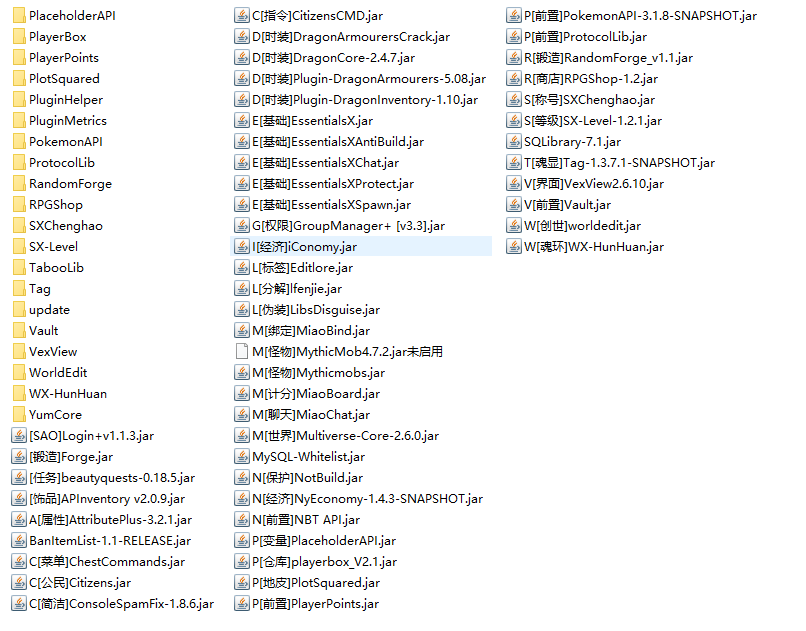 PlaceholderAPI
PlayerBox
PlayerPoints
PlotSquared
PluginHelper
PluginMetrics
PokemonAPI
ProtocolLib
RandomForge
RPGShop
SXChenghao
SX-Level
TabooLib
Tag
update
Vault
VexView
WorldEdit
WX-HunHuan
YumCore
[SAO]Login+v1.1.3.jar
[锻造]Forge.jar
[任务]beautyquests-0.18.5.jar
[饰品]APInventory v2.0.9.jar
A[属性]AttributePlus-3.2.1.jar
BanItemList-1.1-RELEASE.jar
C[菜单]ChestCommands.jar
C[公民]Citizens.jar
C[简洁]ConsoleSpamFix-1.8.6.jar
C[指令]CitizensCMD.jar
D[时装]DragonArmourersCrack.jar
D[时装]DragonCore-2.4.7.jar
D[时装]Plugin-DragonArmourers-5.08.jar
D[时装]Plugin-DragonInventory-1.10.jar
E[基础]EssentialsX.jar
E[基础]EssentialsXAntiBuild.jar
E[基础]EssentialsXChat.jar
E[基础]EssentialsXProtect.jar
E[基础]EssentialsXSpawn.jar
G[权限]GroupManager+ [v3.3].jar
I[经济]iConomy.jar
L[标签]Editlore.jar
L[分解]lfenjie.jar
L[伪装]LibsDisguise.jar
M[绑定]MiaoBind.jar
M[怪物]MythicMob4.7.2.jar未启用
M[怪物]Mythicmobs.jar
M[计分]MiaoBoard.jar
M[聊天]MiaoChat.jar
M[世界]Multiverse-Core-2.6.0.jar
MySQL-Whitelist.jar
N[保护]NotBuild.jar
N[经济]NyEconomy-1.4.3-SNAPSHOT.jar
N[前置]NBT API.jar
P[变量]PlaceholderAPI.jar
P[仓库]playerbox_V2.1.jar
P[地皮]PlotSquared.jar
P[前置]PlayerPoints.jar
P[前置]PokemonAPI-3.1.8-SNAPSHOT.jar
P[前置]ProtocolLib.jar
R[锻造]RandomForge_v1.1.jar
R[商店]RPGShop-1.2.jar
S[称号]SXChenghao.jar
S[等级]SX-Level-1.2.1.jar
SQLibrary-7.1.jar
T[魂显]Tag-1.3.7.1-SNAPSHOT.jar
V[界面]VexView2.6.10.jar
V[前置]Vault.jar
W[创世]worldedit.jar
W[魂环]WX-HunHuan.jar